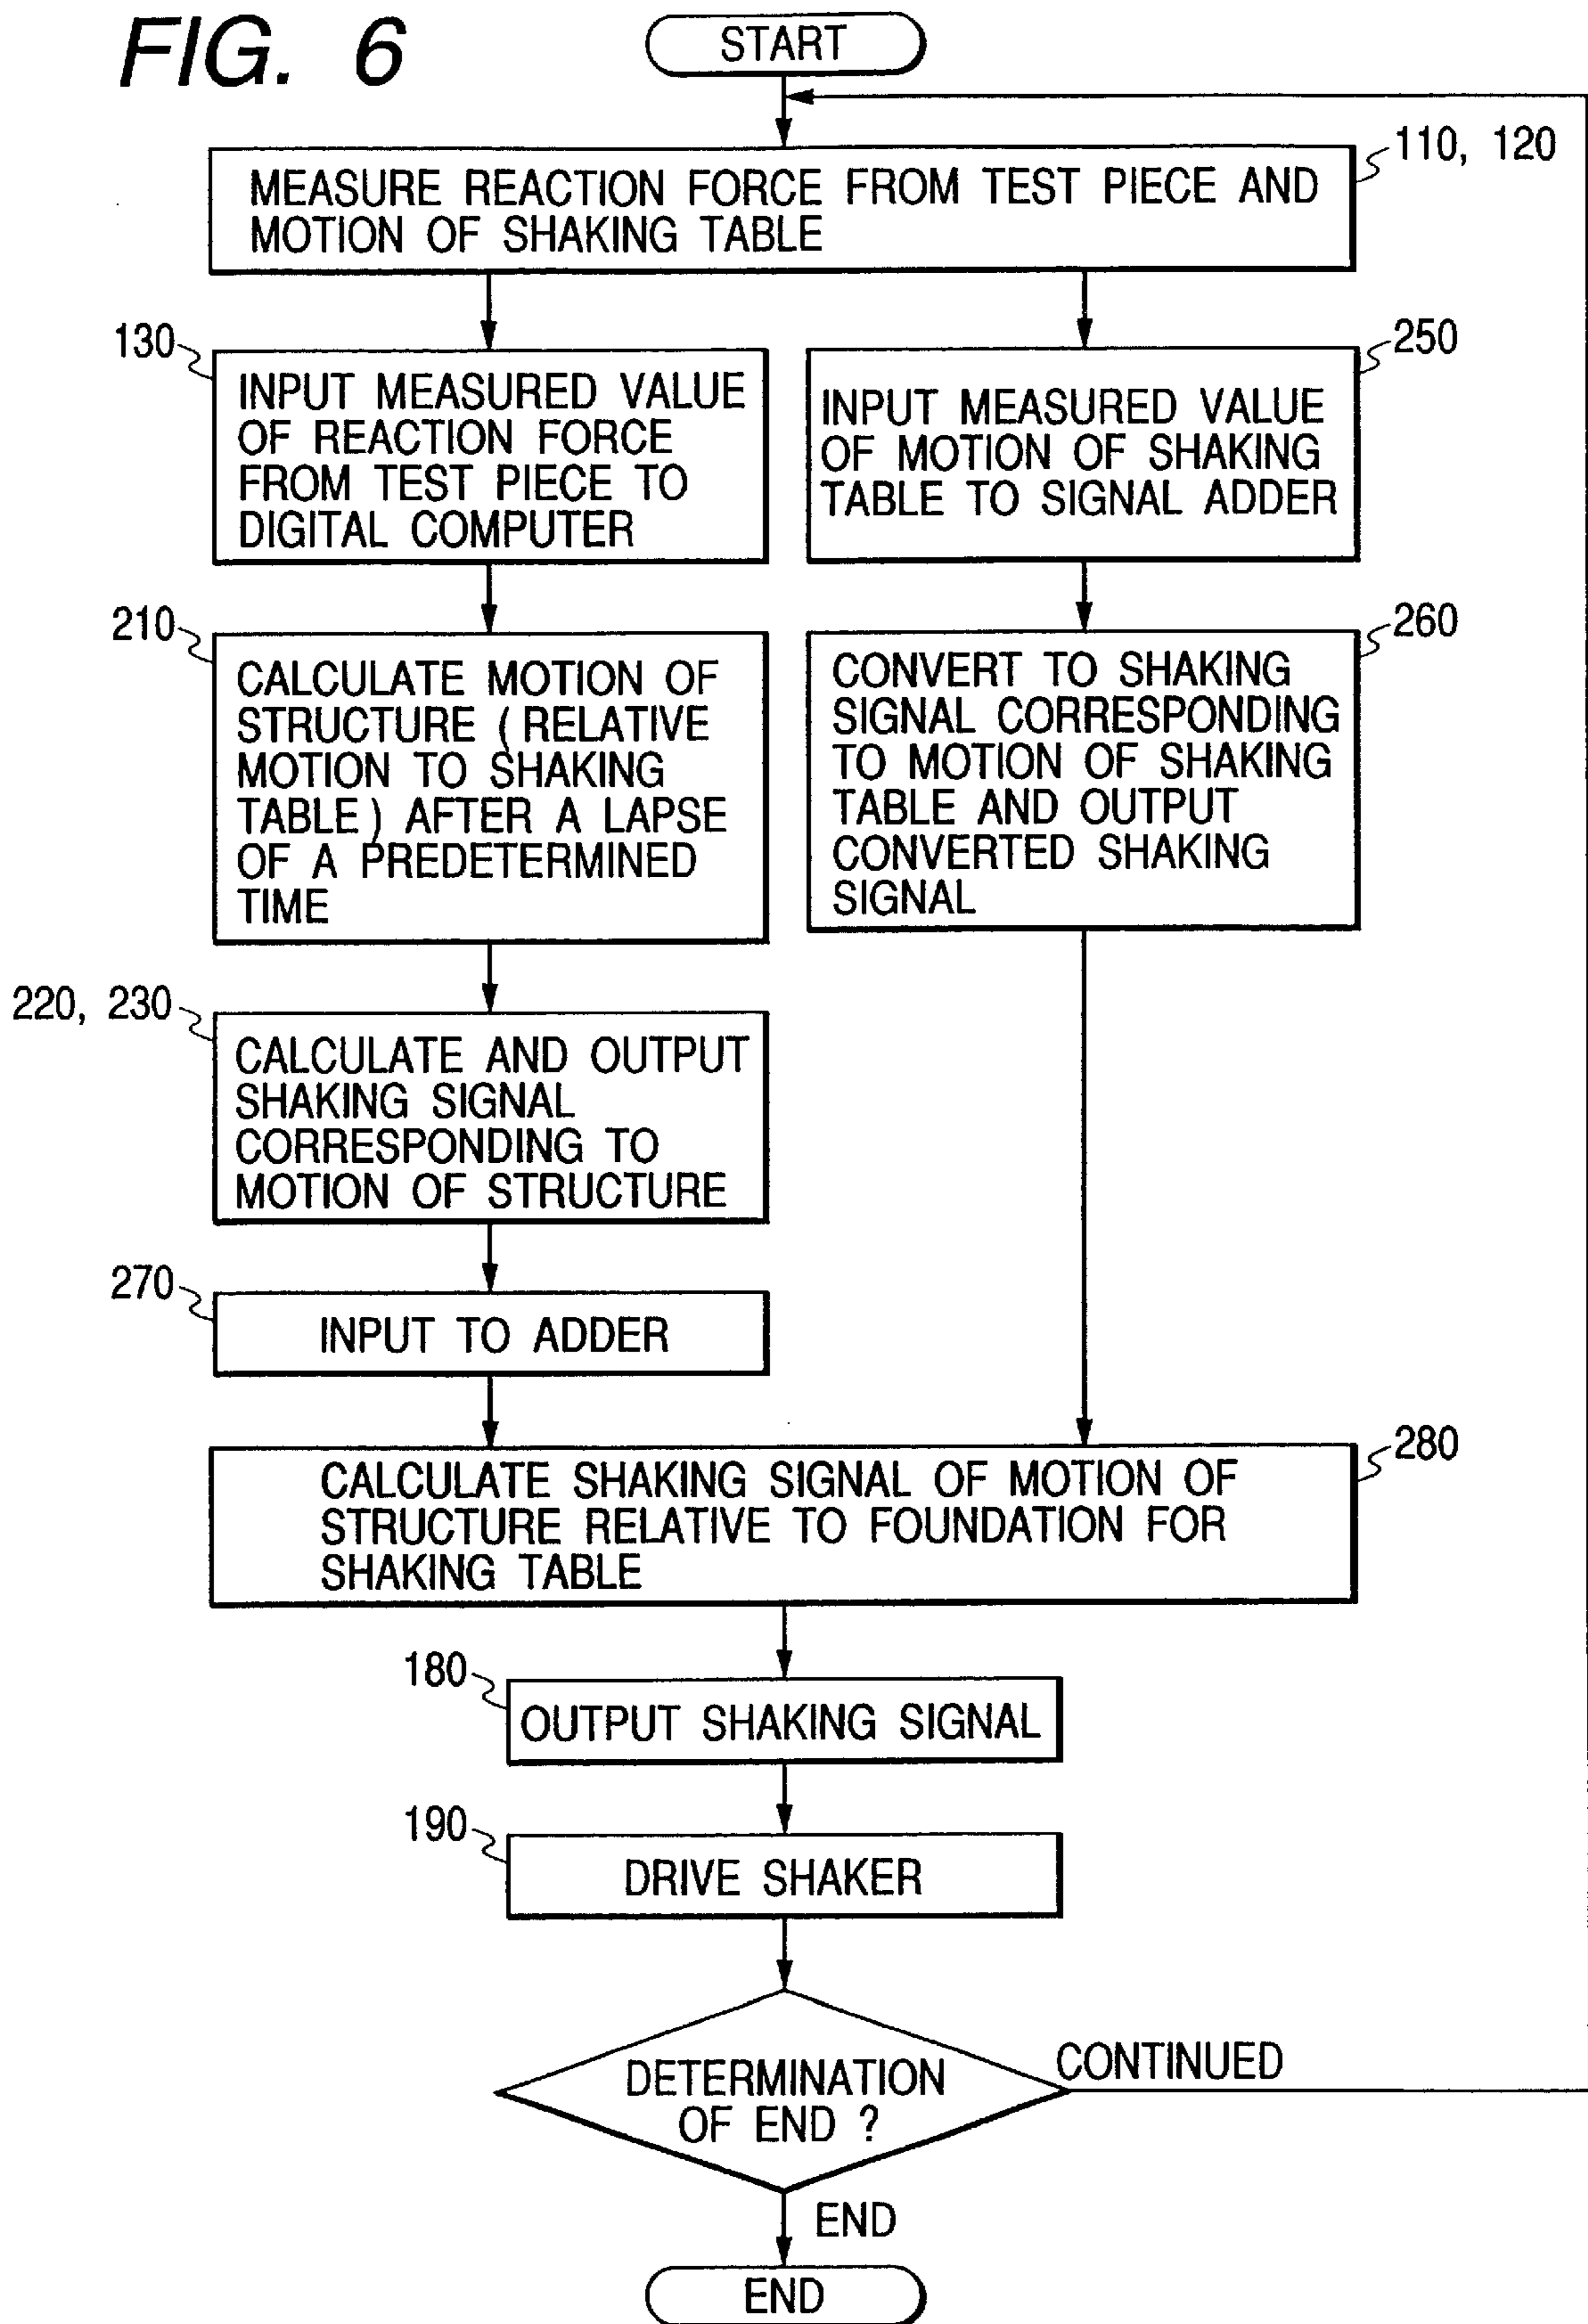 FIG. 6
START
110, 120
MEASURE REACTION FORCE FROM TEST PIECE AND
MOTION OF SHAKING TABLE
130
INPUT MEASURED VALUE
OF REACTION FORCE
FROM TEST PIECE TO
DIGITAL COMPUTER
250
INPUT MEASURED VALUE
OF MOTION OF SHAKING
TABLE TO SIGNAL ADDER
210
CALCULATE MOTION OF
STRUCTURE (RELATIVE
MOTION TO SHAKING
TABLE) AFTER A LAPSE
OF A PREDETERMINED
TIME
260
CONVERT TO SHAKING
SIGNAL CORRESPONDING
TO MOTION OF SHAKING
TABLE AND OUTPUT
CONVERTED SHAKING
SIGNAL
220, 230
CALCULATE AND OUTPUT
SHAKING SIGNAL
CORRESPONDING TO
MOTION OF STRUCTURE
270
INPUT TO ADDER
280
CALCULATE SHAKING SIGNAL OF MOTION OF
STRUCTURE RELATIVE TO FOUNDATION FOR
SHAKING TABLE
180
OUTPUT SHAKING SIGNAL
190
DRIVE SHAKER
DETERMINATION
OF END ?
CONTINUED
END
END